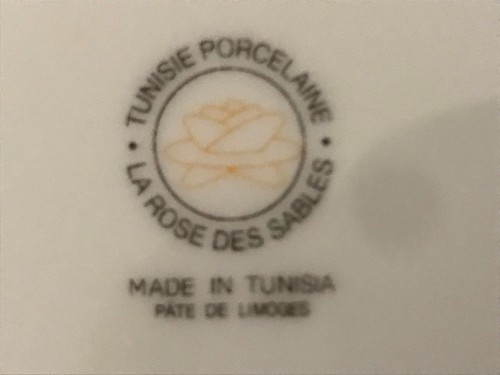 TUNISIE PORCELAINE
• LA ROSE DES SABLES •
MADE IN TUNISIA
PÂTE DE LIMOGES